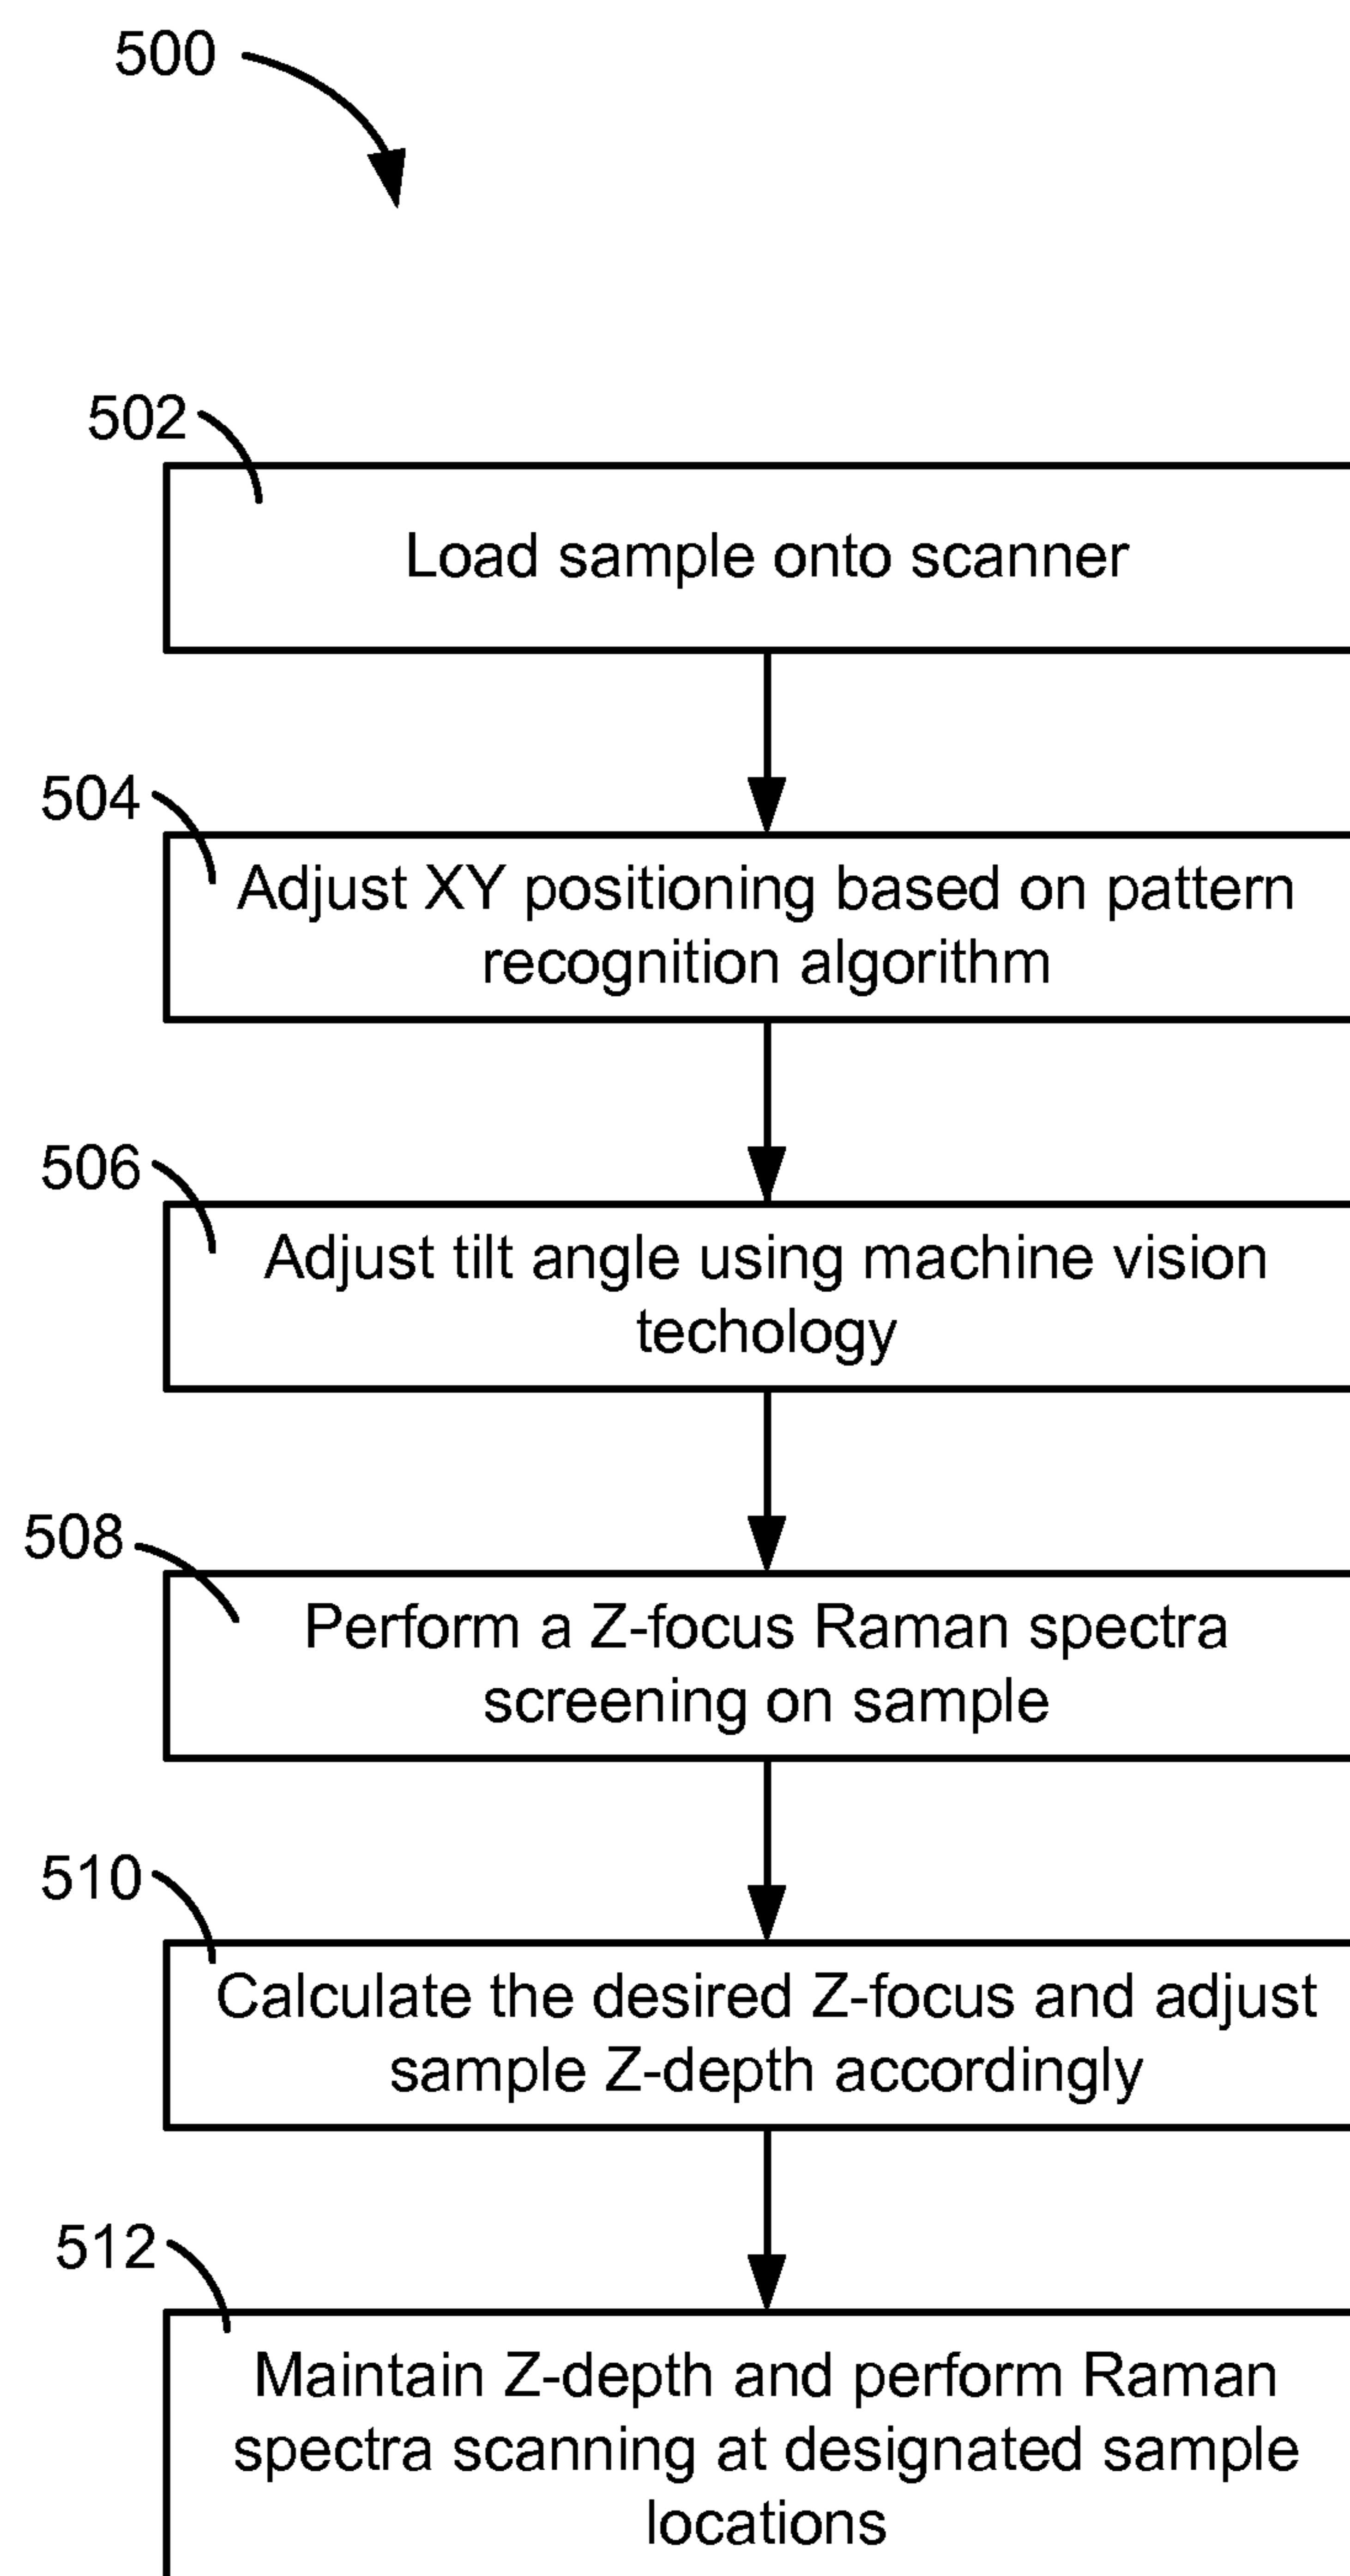 500
502
Load sample onto scanner
504
Adjust XY positioning based on pattern
recognition algorithm
506
Adjust tilt angle using machine vision
techology
508
Perform a Z-focus Raman spectra
screening on sample
510
Calculate the desired Z-focus and adjust
sample Z-depth accordingly
512
Maintain Z-depth and perform Raman
spectra scanning at designated sample
locations